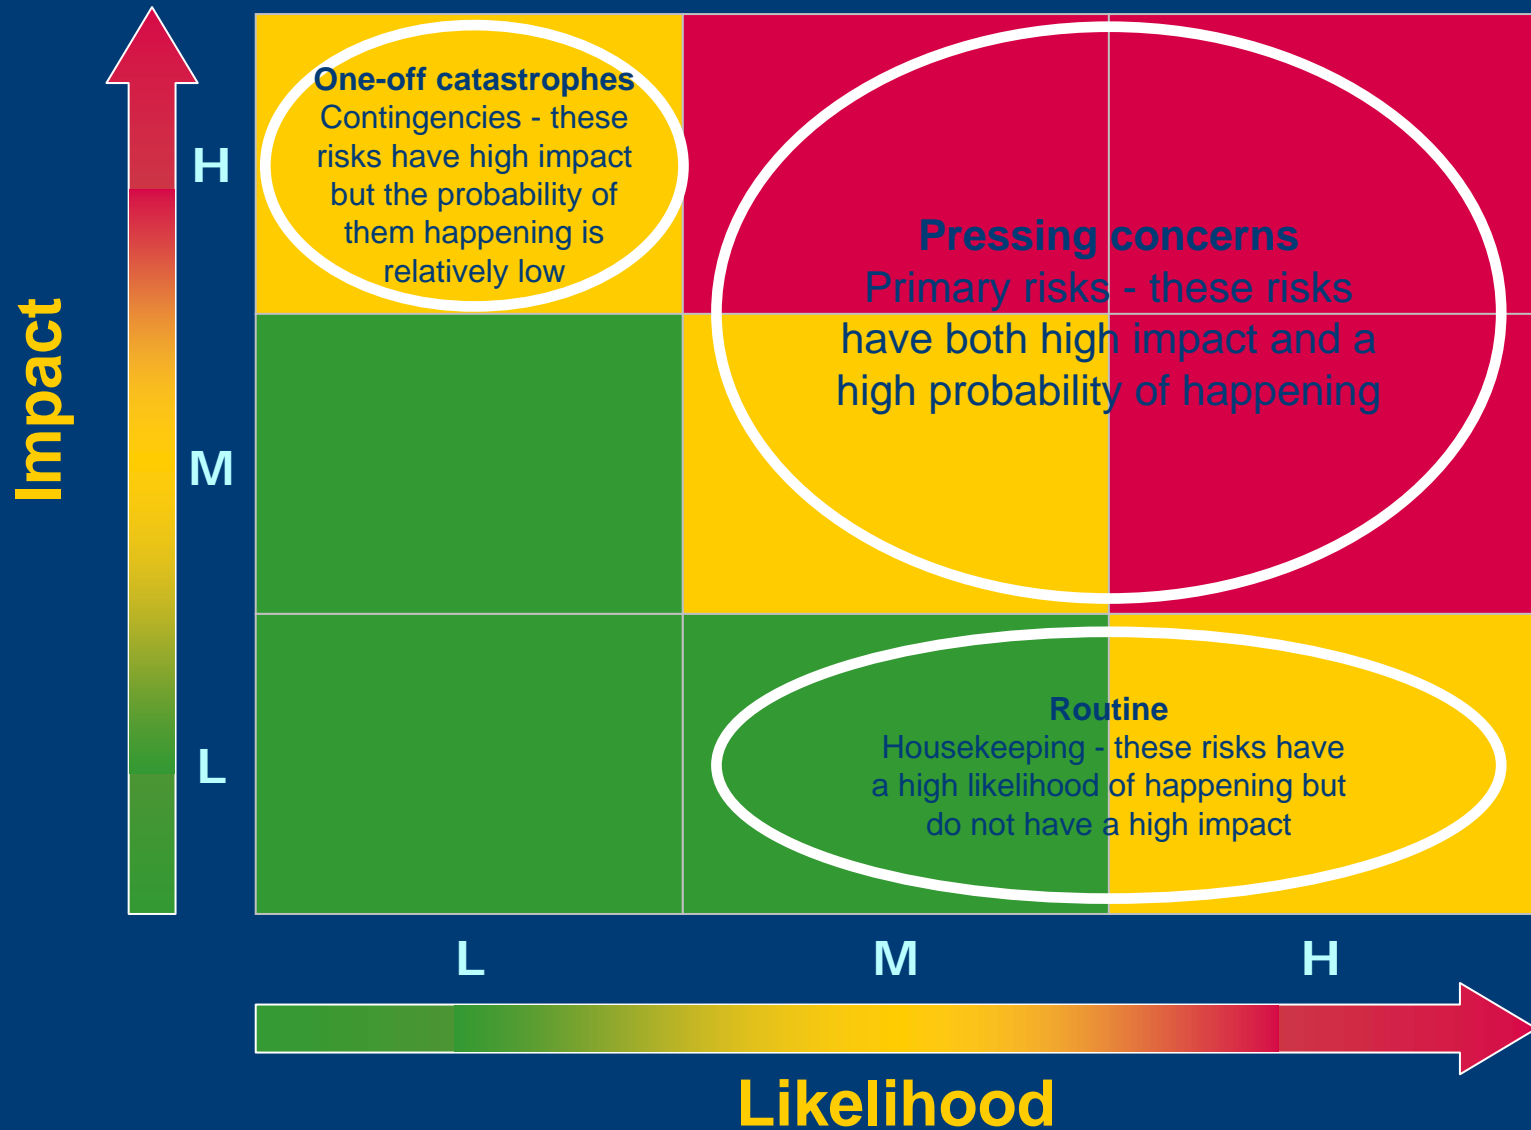 One-off catastrophes
Contingencies - these
risks have high impact
but the probability of
them happening is
relatively low
H
Pressing concerns
Primary risks - these risks
have both high impact and a
high probability of happening
Impact
M
Routine
Housekeeping - these risks have
a high likelihood of happening but
do not have a high impact
L
L
M
H
Likelihood